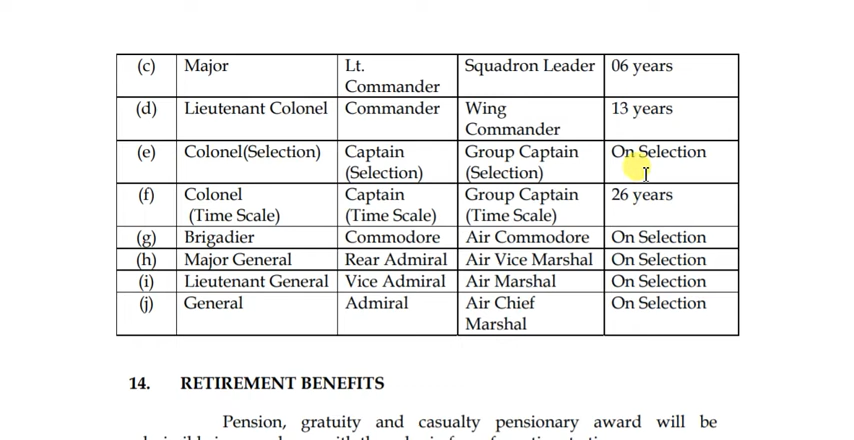 (c) Major Lt. Commander Squadron Leader 06 years
(d) Lieutenant Colonel Commander Wing Commander 13 years
(e) Colonel(Selection) Captain (Selection) Group Captain (Selection) On Selection
(f) Colonel (Time Scale) Captain (Time Scale) Group Captain (Time Scale) 26 years
(g) Brigadier Commodore Air Commodore On Selection
(h) Major General Rear Admiral Air Vice Marshal On Selection
(i) Lieutenant General Vice Admiral Air Marshal On Selection
(j) General Admiral Air Chief Marshal On Selection
14. RETIREMENT BENEFITS
Pension, gratuity and casualty pensionary award will be